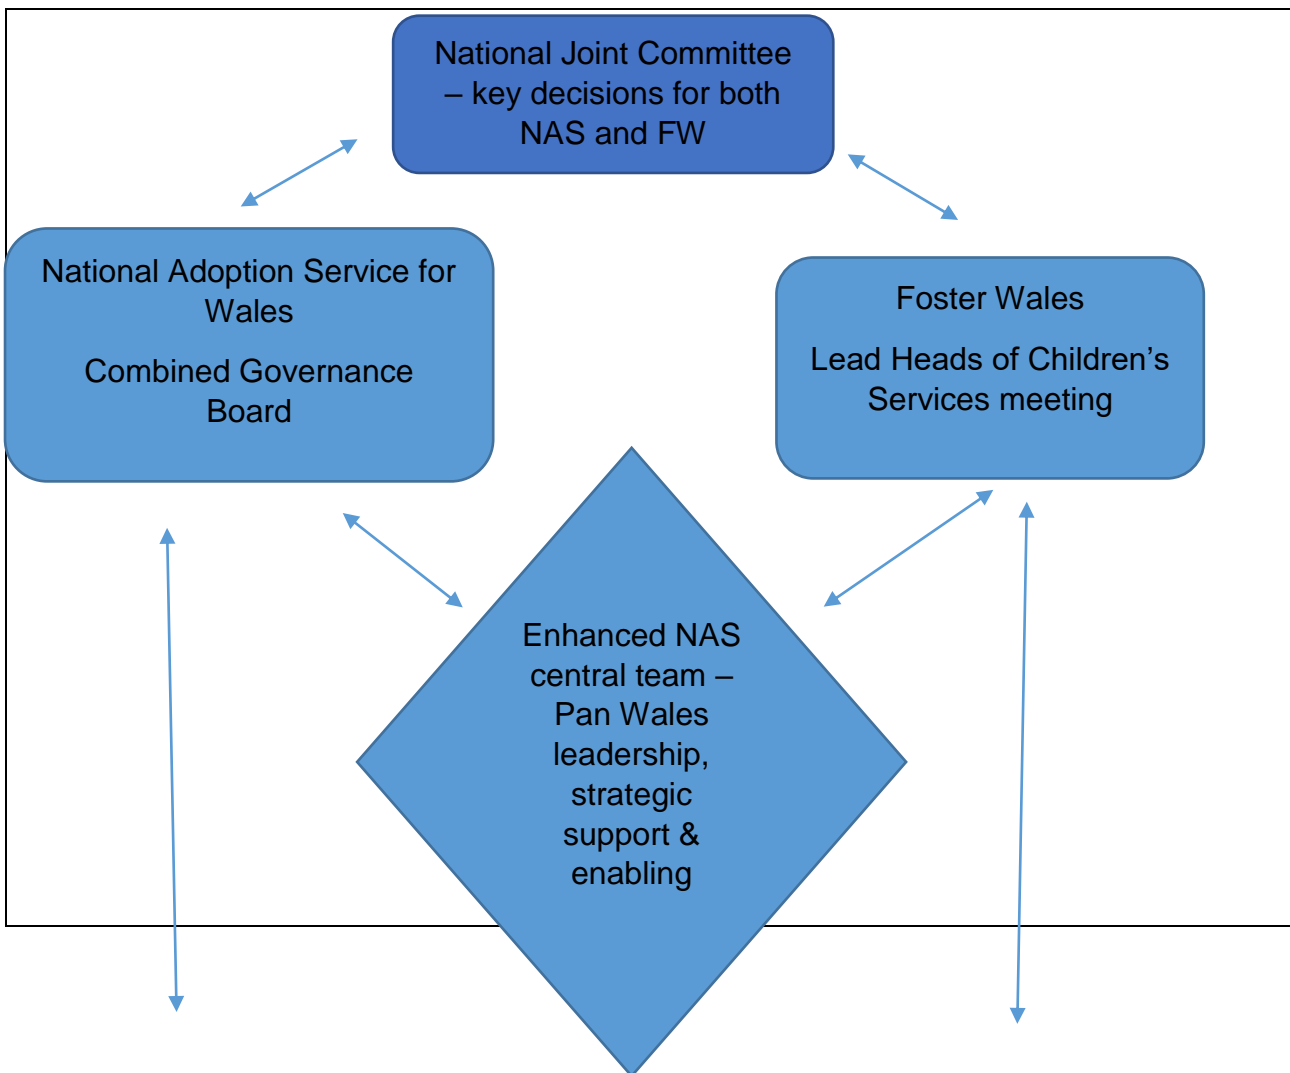 National Joint Committee
– key decisions for both
NAS and FW
National Adoption Service for
Wales
Combined Governance
Board
Foster Wales
Lead Heads of Children’s
Services meeting
Enhanced NAS
central team –
Pan Wales
leadership,
strategic
support &
enabling